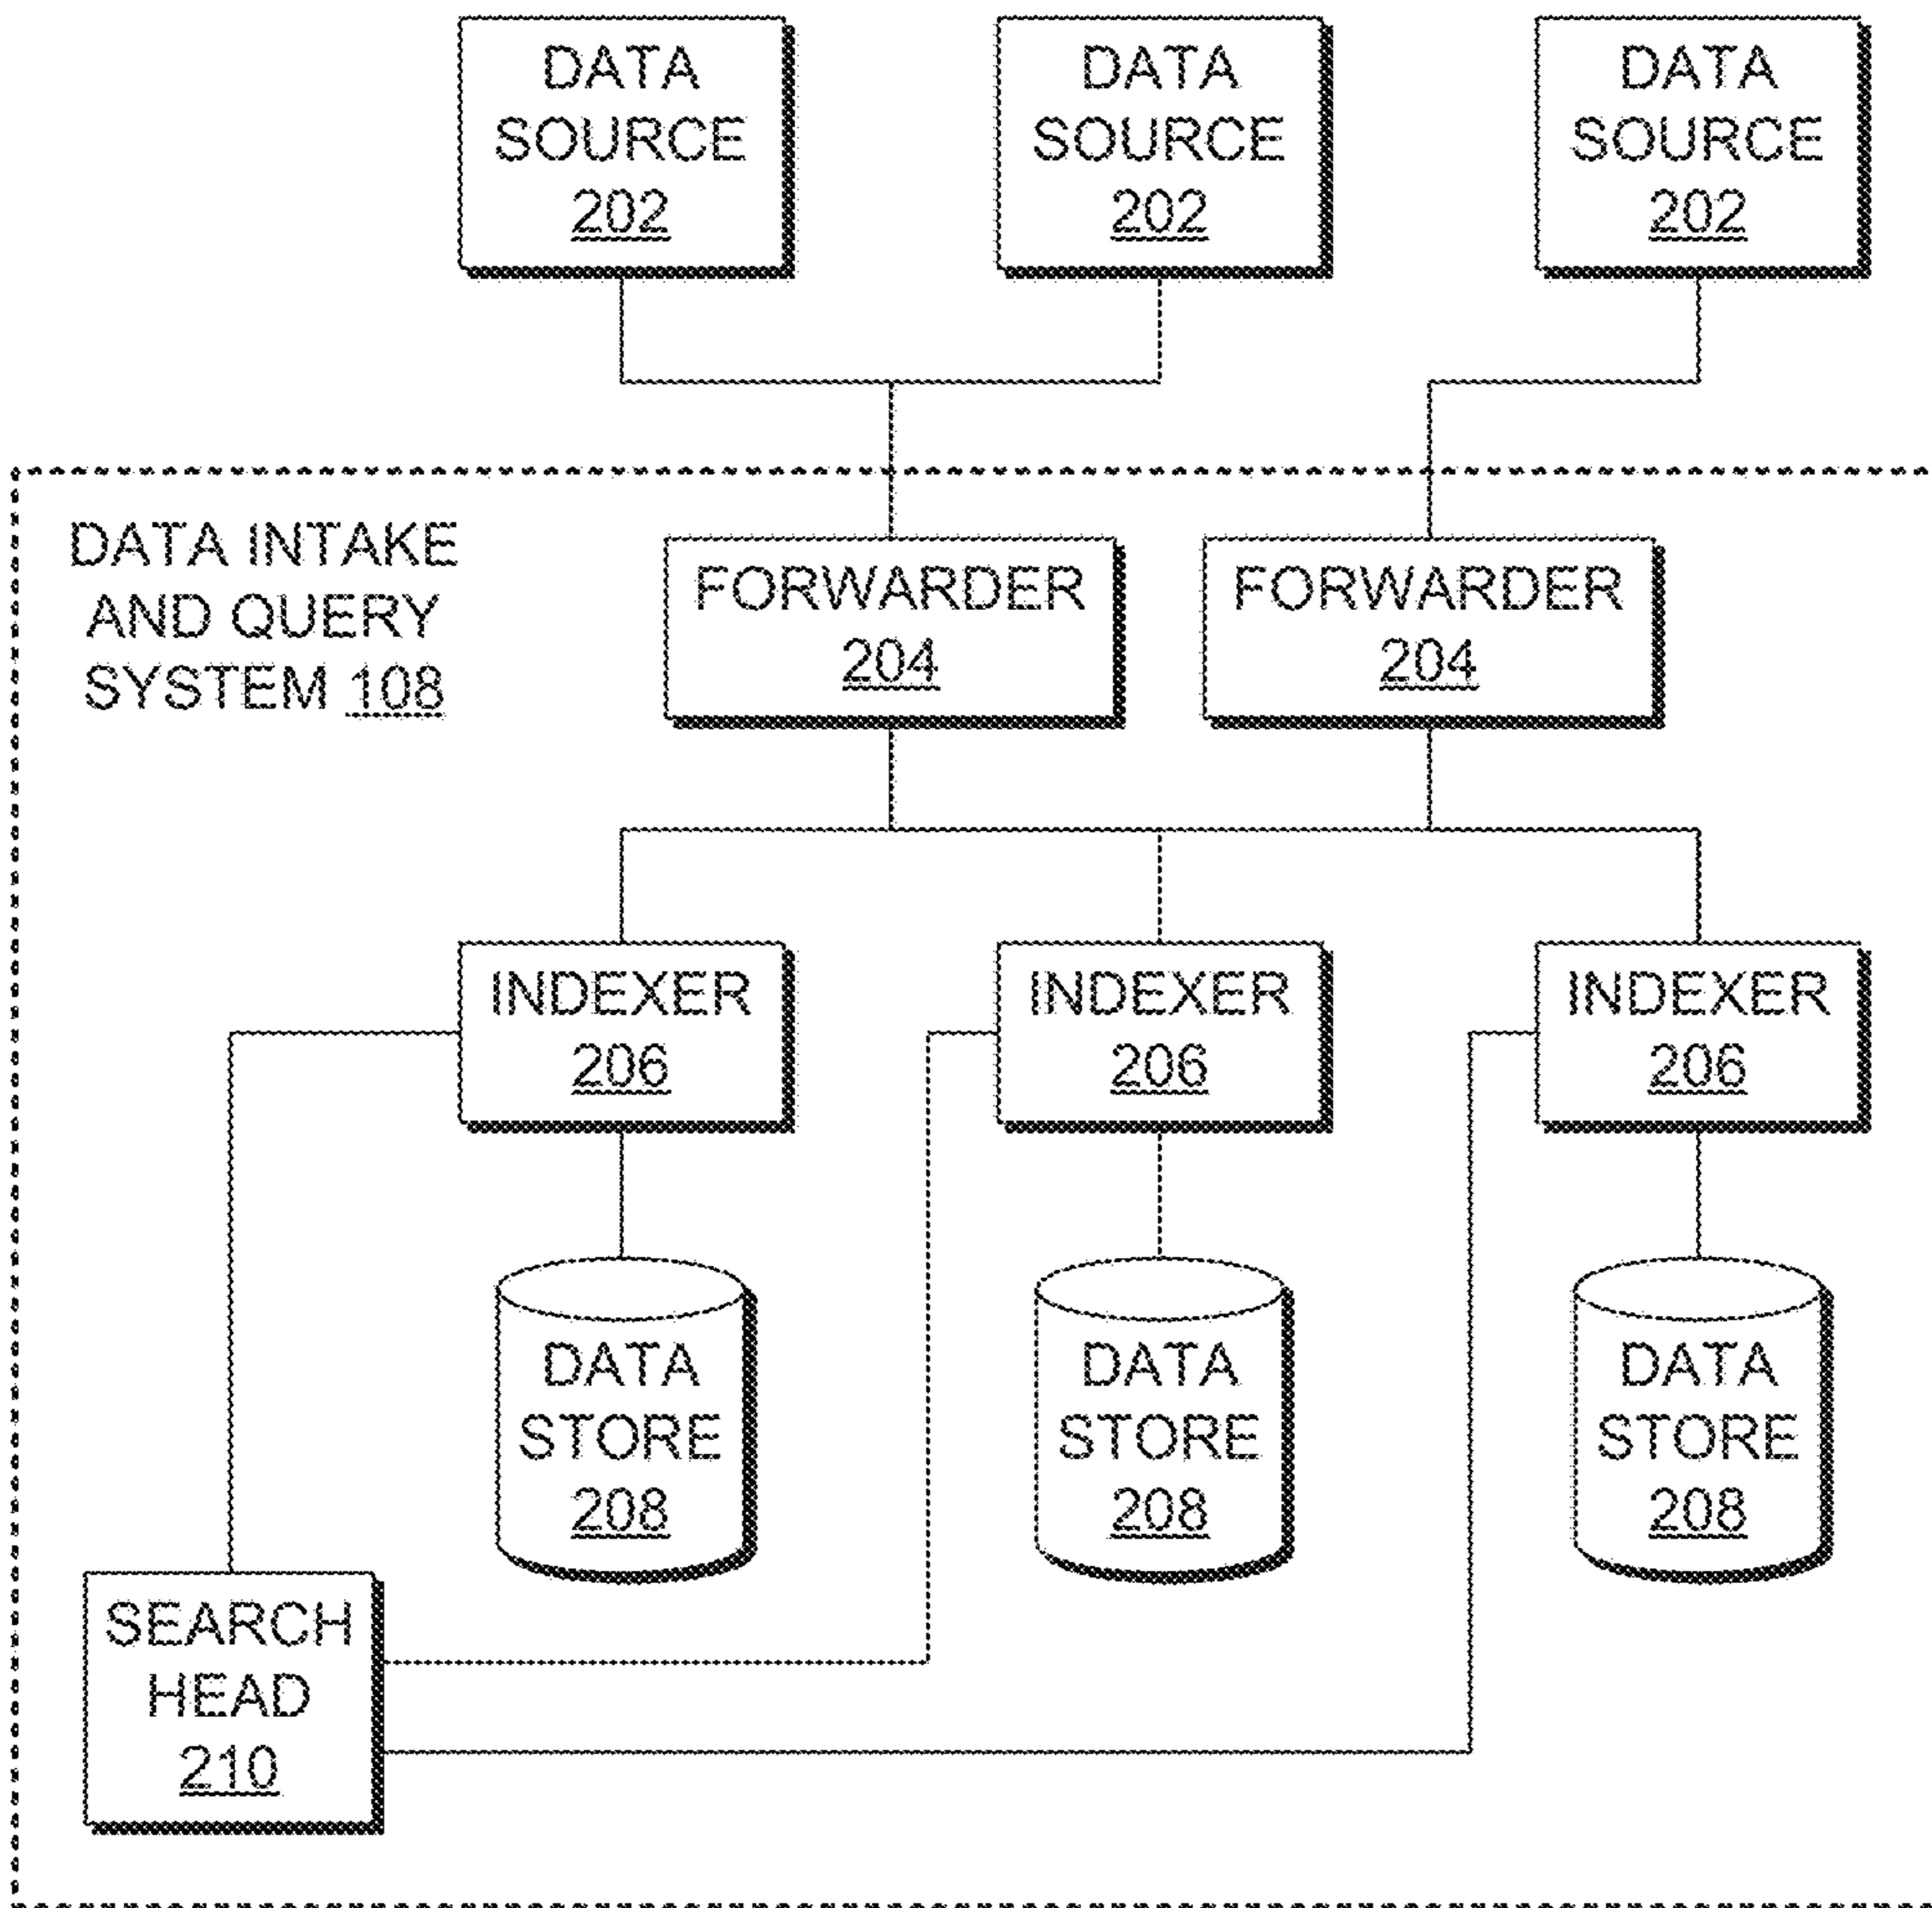 DATA
SOURCE
202
DATA
SOURCE
202
DATA
SOURCE
202
DATA INTAKE
AND QUERY
SYSTEM 108
FORWARDER
204
FORWARDER
204
INDEXER
206
INDEXER
206
INDEXER
206
DATA
STORE
208
DATA
STORE
208
DATA
STORE
208
SEARCH
HEAD
210